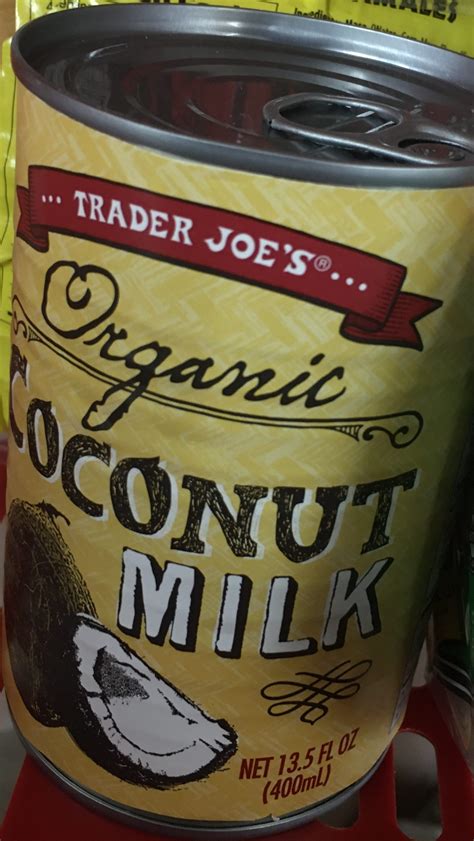 ... TRADER JOE'S® ...
Organic
COCONUT
MILK
NET 13.5 FL OZ
(400mL)